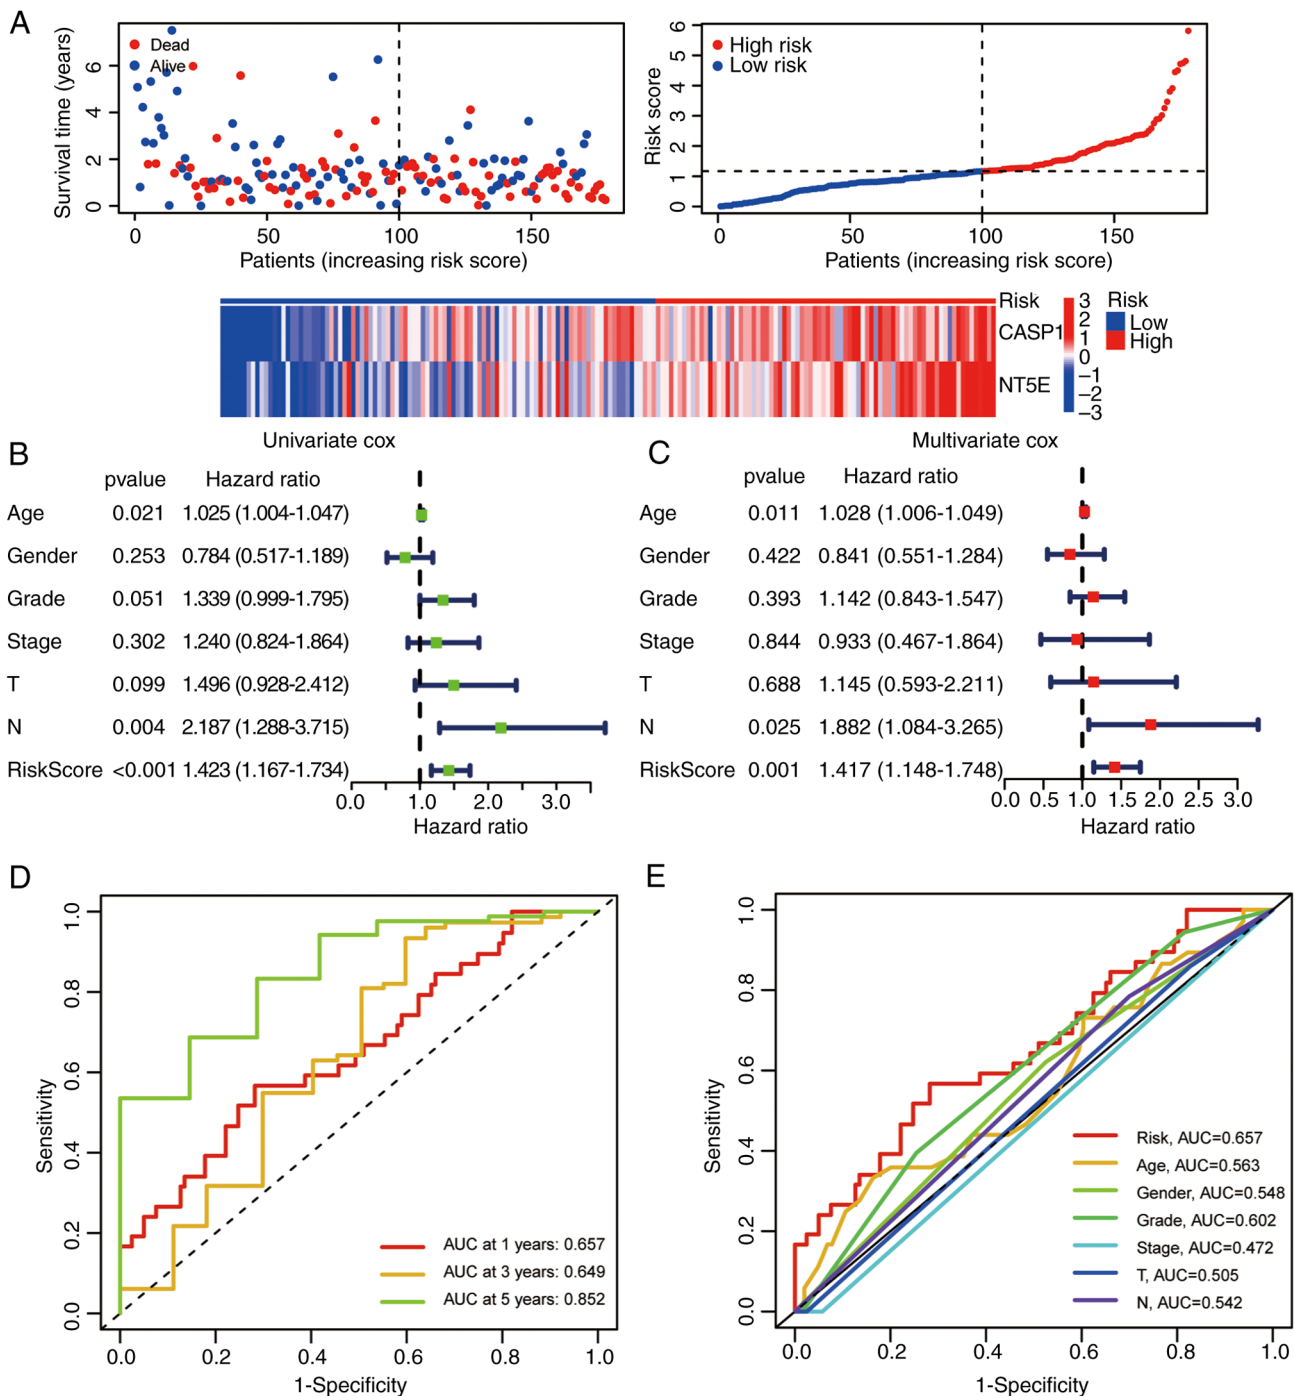 A
Survival time (years)
0 2 4 6
Dead
Alive
0 50 100 150
Patients (increasing risk score)
Risk score
0 1 2 3 4 5 6
High risk
Low risk
0 50 100 150
Patients (increasing risk score)
Risk
CASP1
NT5E
3
2
1
0
−1
−2
−3
Risk
Low
High
B
Univariate cox
pvalue Hazard ratio
Age 0.021 1.025 (1.004-1.047)
Gender 0.253 0.784 (0.517-1.189)
Grade 0.051 1.339 (0.999-1.795)
Stage 0.302 1.240 (0.824-1.864)
T 0.099 1.496 (0.928-2.412)
N 0.004 2.187 (1.288-3.715)
RiskScore <0.001 1.423 (1.167-1.734)
0.0 1.0 2.0 3.0
Hazard ratio
C
Multivariate cox
pvalue Hazard ratio
Age 0.011 1.028 (1.006-1.049)
Gender 0.422 0.841 (0.551-1.284)
Grade 0.393 1.142 (0.843-1.547)
Stage 0.844 0.933 (0.467-1.864)
T 0.688 1.145 (0.593-2.211)
N 0.025 1.882 (1.084-3.265)
RiskScore 0.001 1.417 (1.148-1.748)
0.0 0.5 1.0 1.5 2.0 2.5 3.0
Hazard ratio
D
Sensitivity
0.0 0.2 0.4 0.6 0.8 1.0
AUC at 1 years: 0.657
AUC at 3 years: 0.649
AUC at 5 years: 0.852
0.0 0.2 0.4 0.6 0.8 1.0
1-Specificity
E
Sensitivity
0.0 0.2 0.4 0.6 0.8 1.0
Risk, AUC=0.657
Age, AUC=0.563
Gender, AUC=0.548
Grade, AUC=0.602
Stage, AUC=0.472
T, AUC=0.505
N, AUC=0.542
0.0 0.2 0.4 0.6 0.8 1.0
1-Specificity